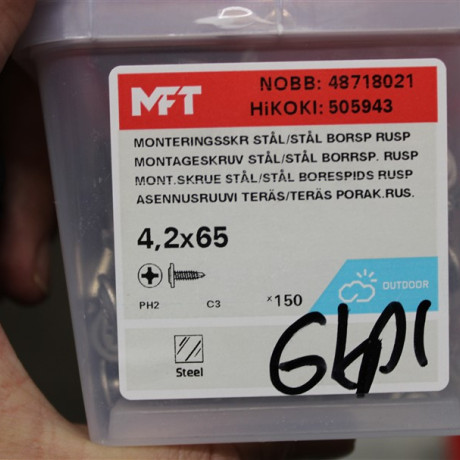 MFT
NOBB: 48718021
HiKOKI: 505943
MONTERINGSSKR STÅL/STÅL BORSP RUSP
MONTAGESKRUV STÅL/STÅL BORRSP. RUSP
MONT.SKRUE STÅL/STÅL BORESPIDS RUSP
ASENNUSRUUVI TERÄS/TERÄS PORAK.RUS.
4,2x65
PH2
C3
x150
OUTDOOR
Steel